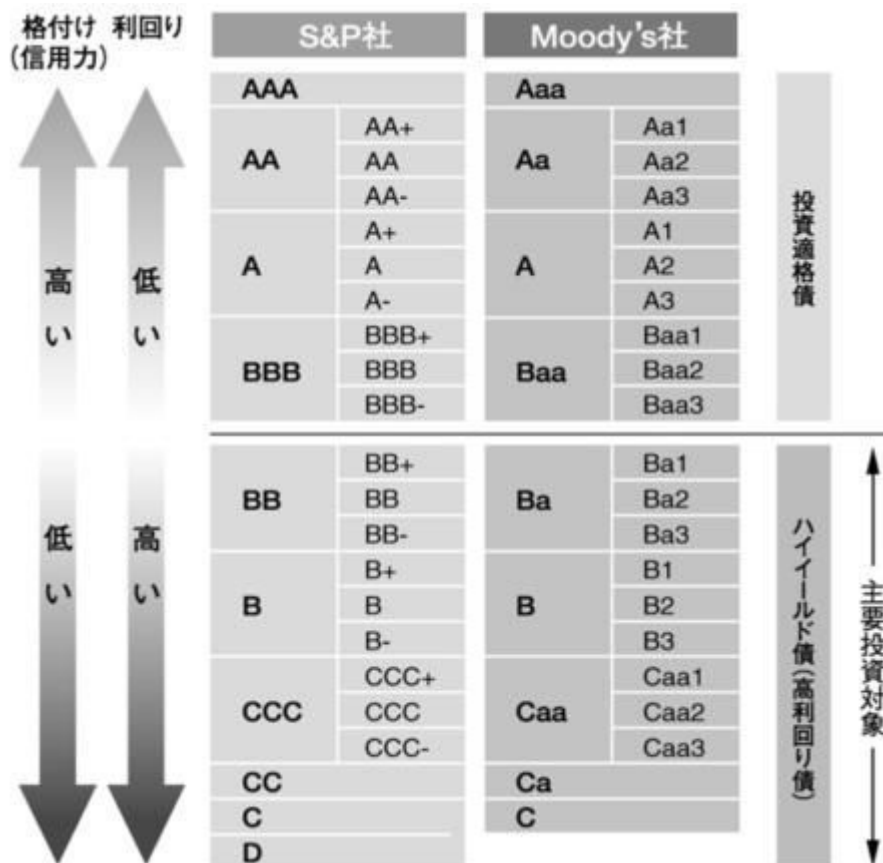 格付け 利回り
（信用力）
S&P社 Moody’s社
高い
低い
低い
高い
AAA Aaa
AA AA+ Aa Aa1
AA Aa2
AA- Aa3
A A+ A A1
A A2
A- A3
BBB BBB+ Baa Baa1
BBB Baa2
BBB- Baa3
投資適格債
BB BB+ Ba Ba1
BB Ba2
BB- Ba3
B B+ B B1
B B2
B- B3
CCC CCC+ Caa Caa1
CCC Caa2
CCC- Caa3
CC Ca
C C
D
ハイイールド債（高利回り債）
主要投資対象